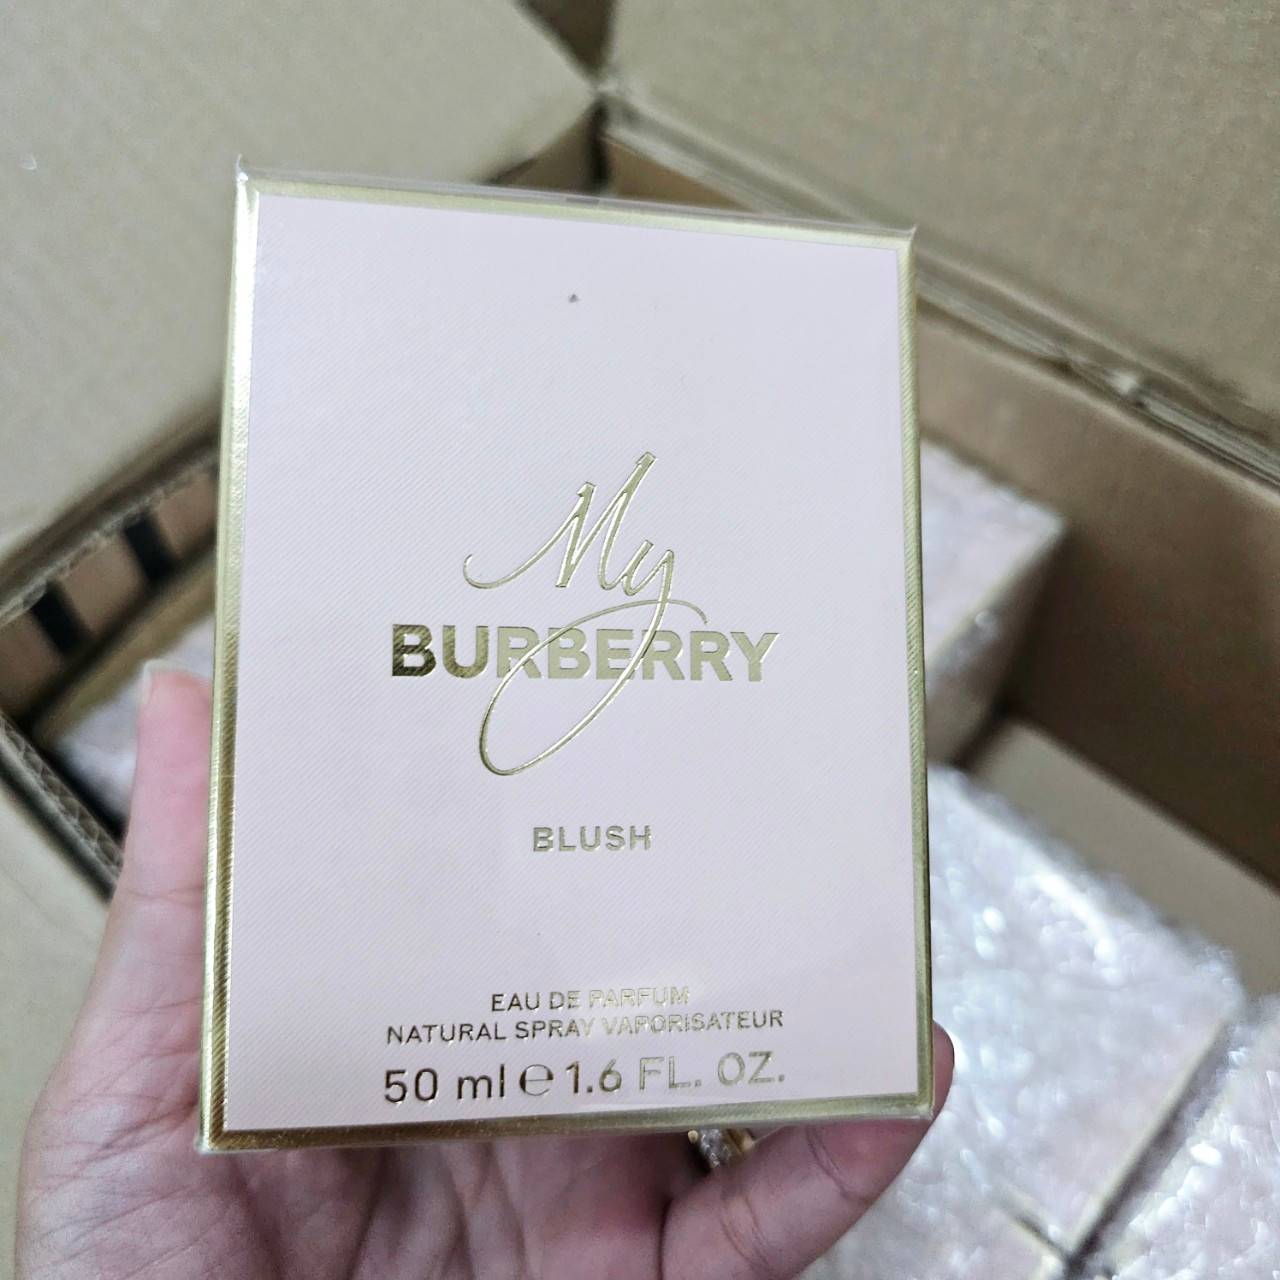 My
BURBERRY
BLUSH
EAU DE PARFUM
NATURAL SPRAY VAPORISATEUR
50 ml ℮ 1.6 FL. OZ.